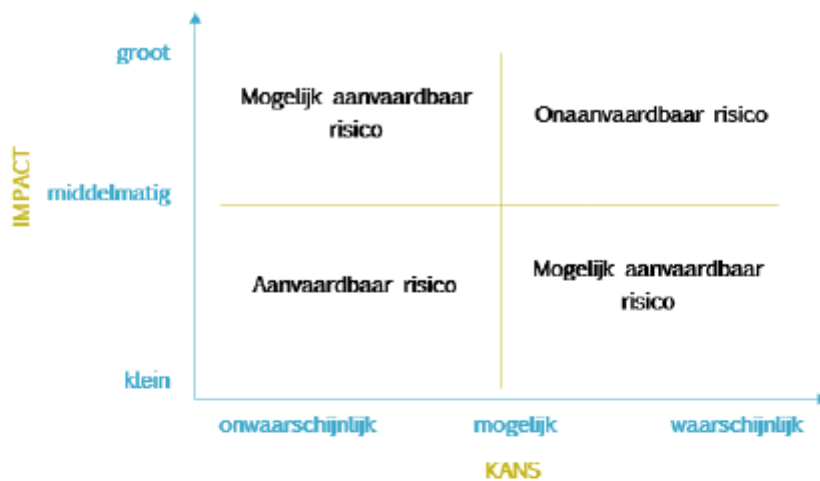 groot
Mogelijk aanvaardbaar
risico
Onaanvaardbaar risico
IMPACT
middelmatig
Aanvaardbaar risico
Mogelijk aanvaardbaar
risico
klein
onwaarschijnlijk
mogelijk
waarschijnlijk
KANS